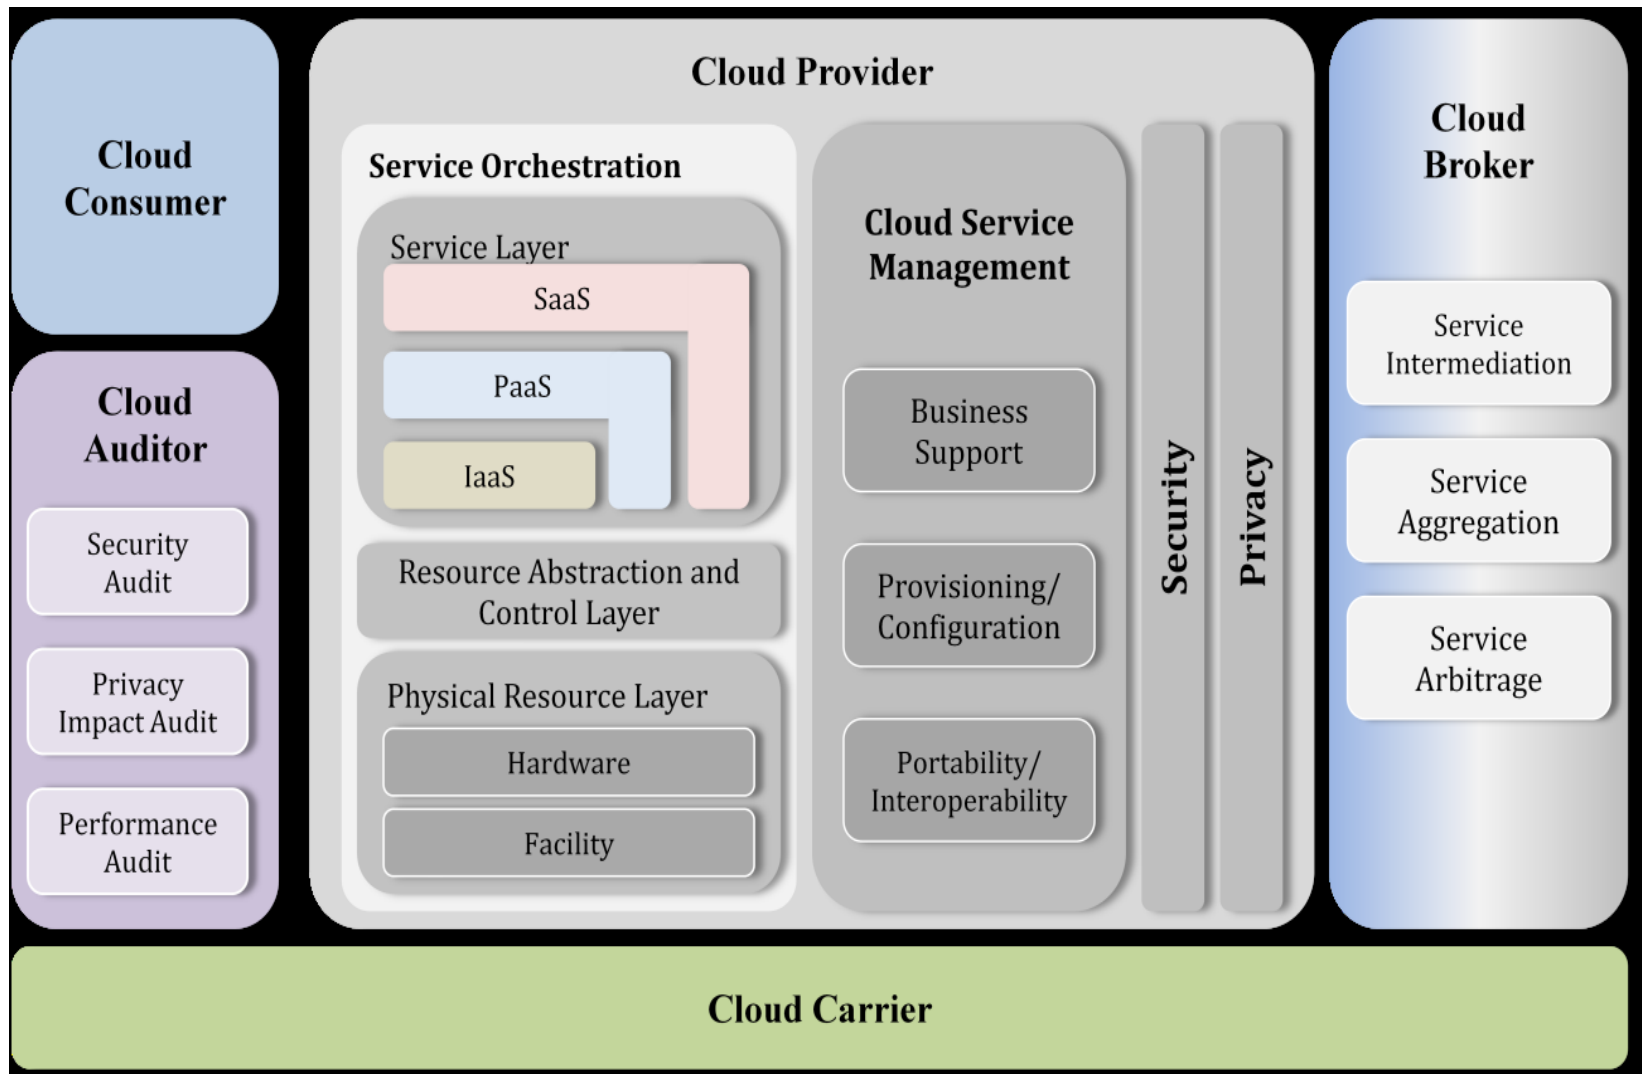 Cloud
Consumer
Cloud
Auditor
Security
Audit
Privacy
Impact Audit
Performance
Audit
Cloud Provider
Service Orchestration
Service Layer
SaaS
PaaS
IaaS
Resource Abstraction and
Control Layer
Physical Resource Layer
Hardware
Facility
Cloud Service
Management
Business
Support
Provisioning/
Configuration
Portability/
Interoperability
Security
Privacy
Cloud
Broker
Service
Intermediation
Service
Aggregation
Service
Arbitrage
Cloud Carrier